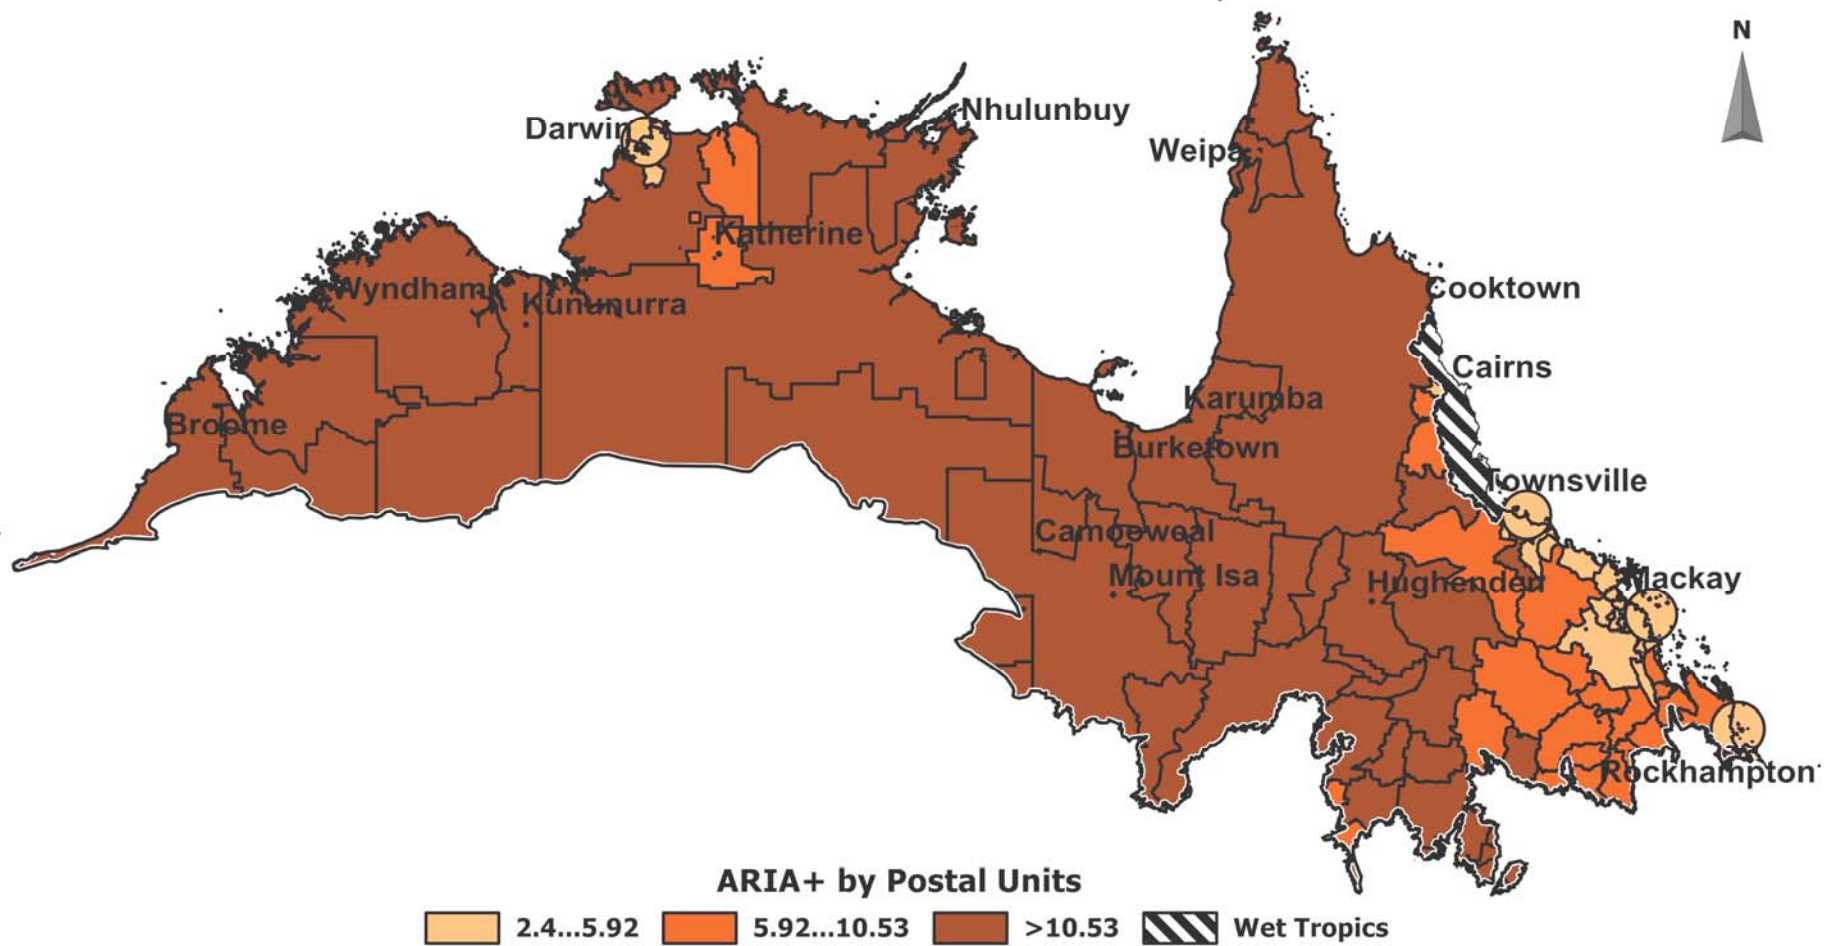 N
Nhulunbuy
Darwin
Weipa
Katherine
Wyndham
Kununurra
Cooktown
Cairns
Karumba
Broome
Burketown
Townsville
Camooweal
Mount Isa
Hughenden
Mackay
Rockhampton
ARIA+ by Postal Units
2.4...5.92
5.92...10.53
>10.53
Wet Tropics